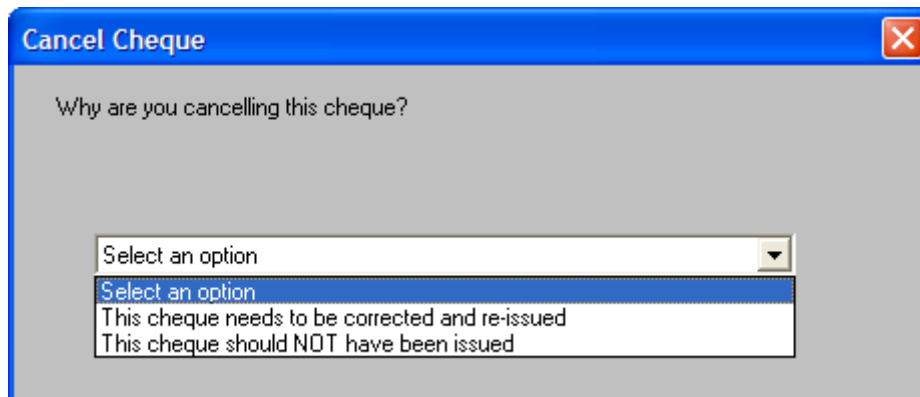 Cancel Cheque
Why are you cancelling this cheque?
Select an option
Select an option
This cheque needs to be corrected and re-issued
This cheque should NOT have been issued